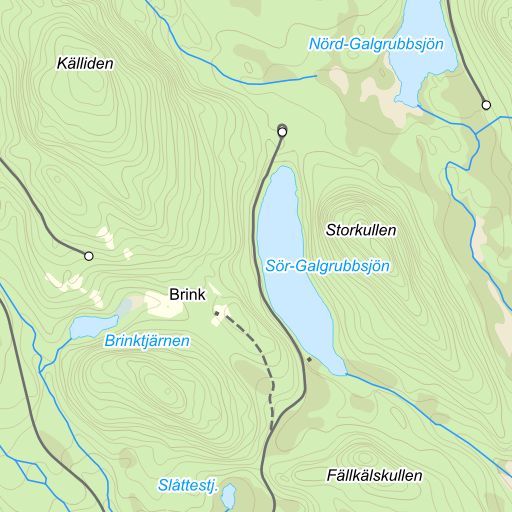 Nörd-Galgrubbsjön
Källiden
Storkullen
Sör-Galgrubbsjön
Brink
Brinktjärnen
Fällkälskullen
Slåttestj.